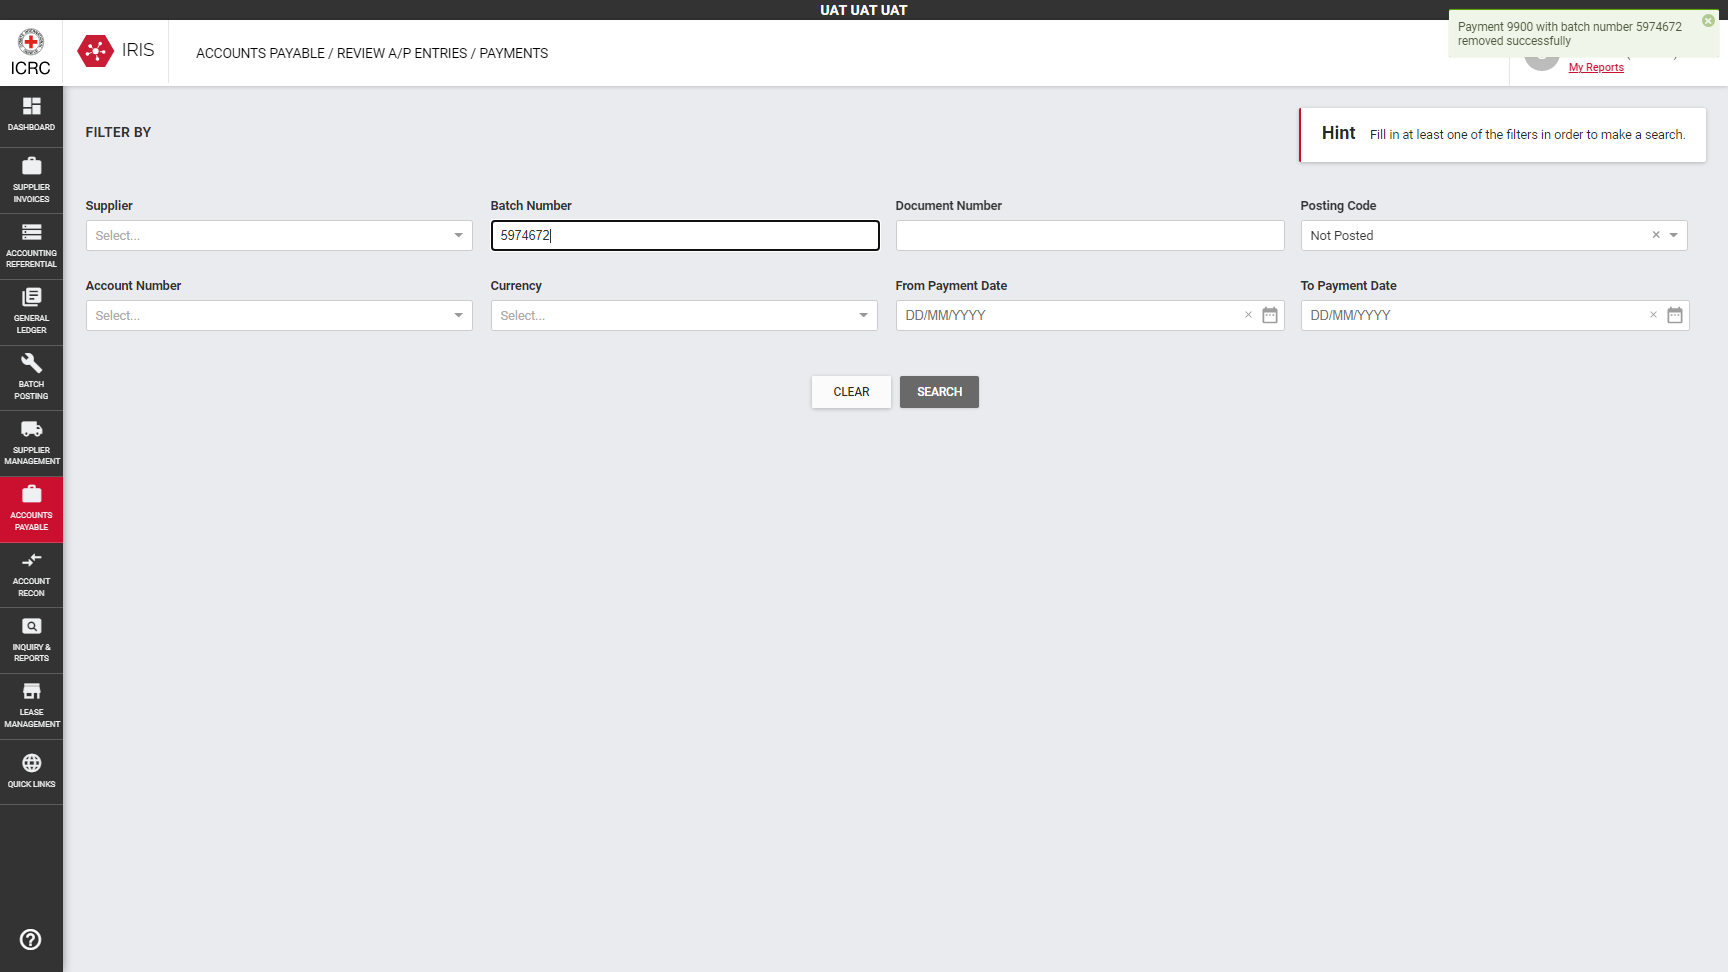 UAT UAT UAT
ICRC
IRIS
ACCOUNTS PAYABLE / REVIEW A/P ENTRIES / PAYMENTS
Payment 9900 with batch number 5974672
removed successfully
My Reports
DASHBOARD
SUPPLIER
INVOICES
ACCOUNTING
REFERENTIAL
GENERAL
LEDGER
BATCH
POSTING
SUPPLIER
MANAGEMENT
ACCOUNTS
PAYABLE
ACCOUNT
RECON
INQUIRY &
REPORTS
LEASE
MANAGEMENT
QUICK LINKS
FILTER BY
Hint Fill in at least one of the filters in order to make a search.
Supplier Batch Number Document Number Posting Code
Select... 5974672 Not Posted
Account Number Currency From Payment Date To Payment Date
Select... Select... DD/MM/YYYY DD/MM/YYYY
CLEAR SEARCH